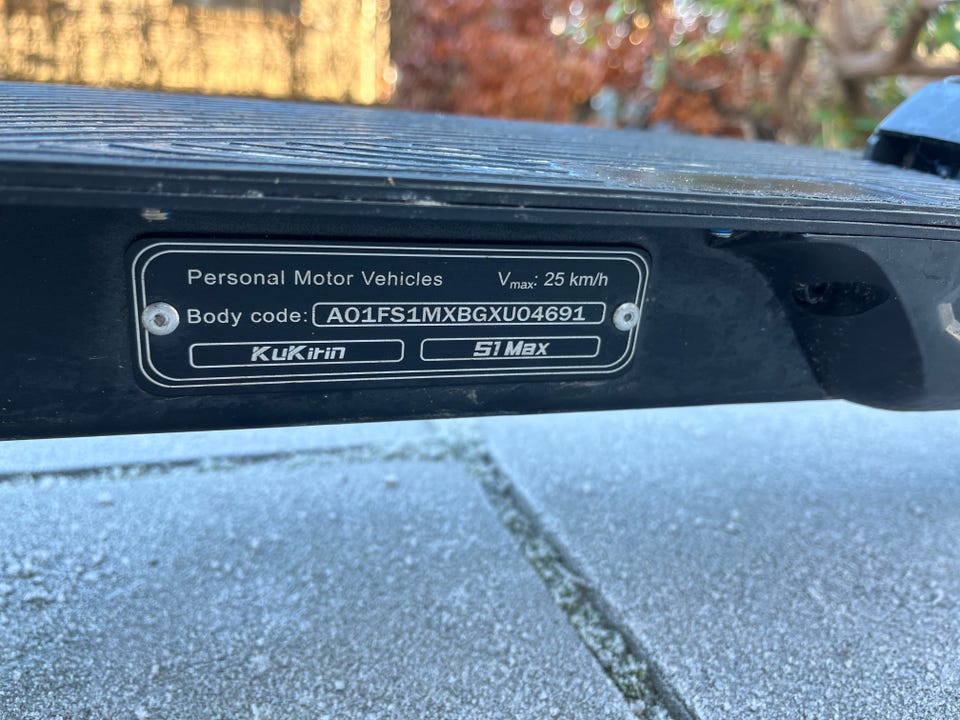 Personal Motor Vehicles Vmax: 25 km/h
Body code: A01FS1MXBGXU04691
KuKirin S1 Max